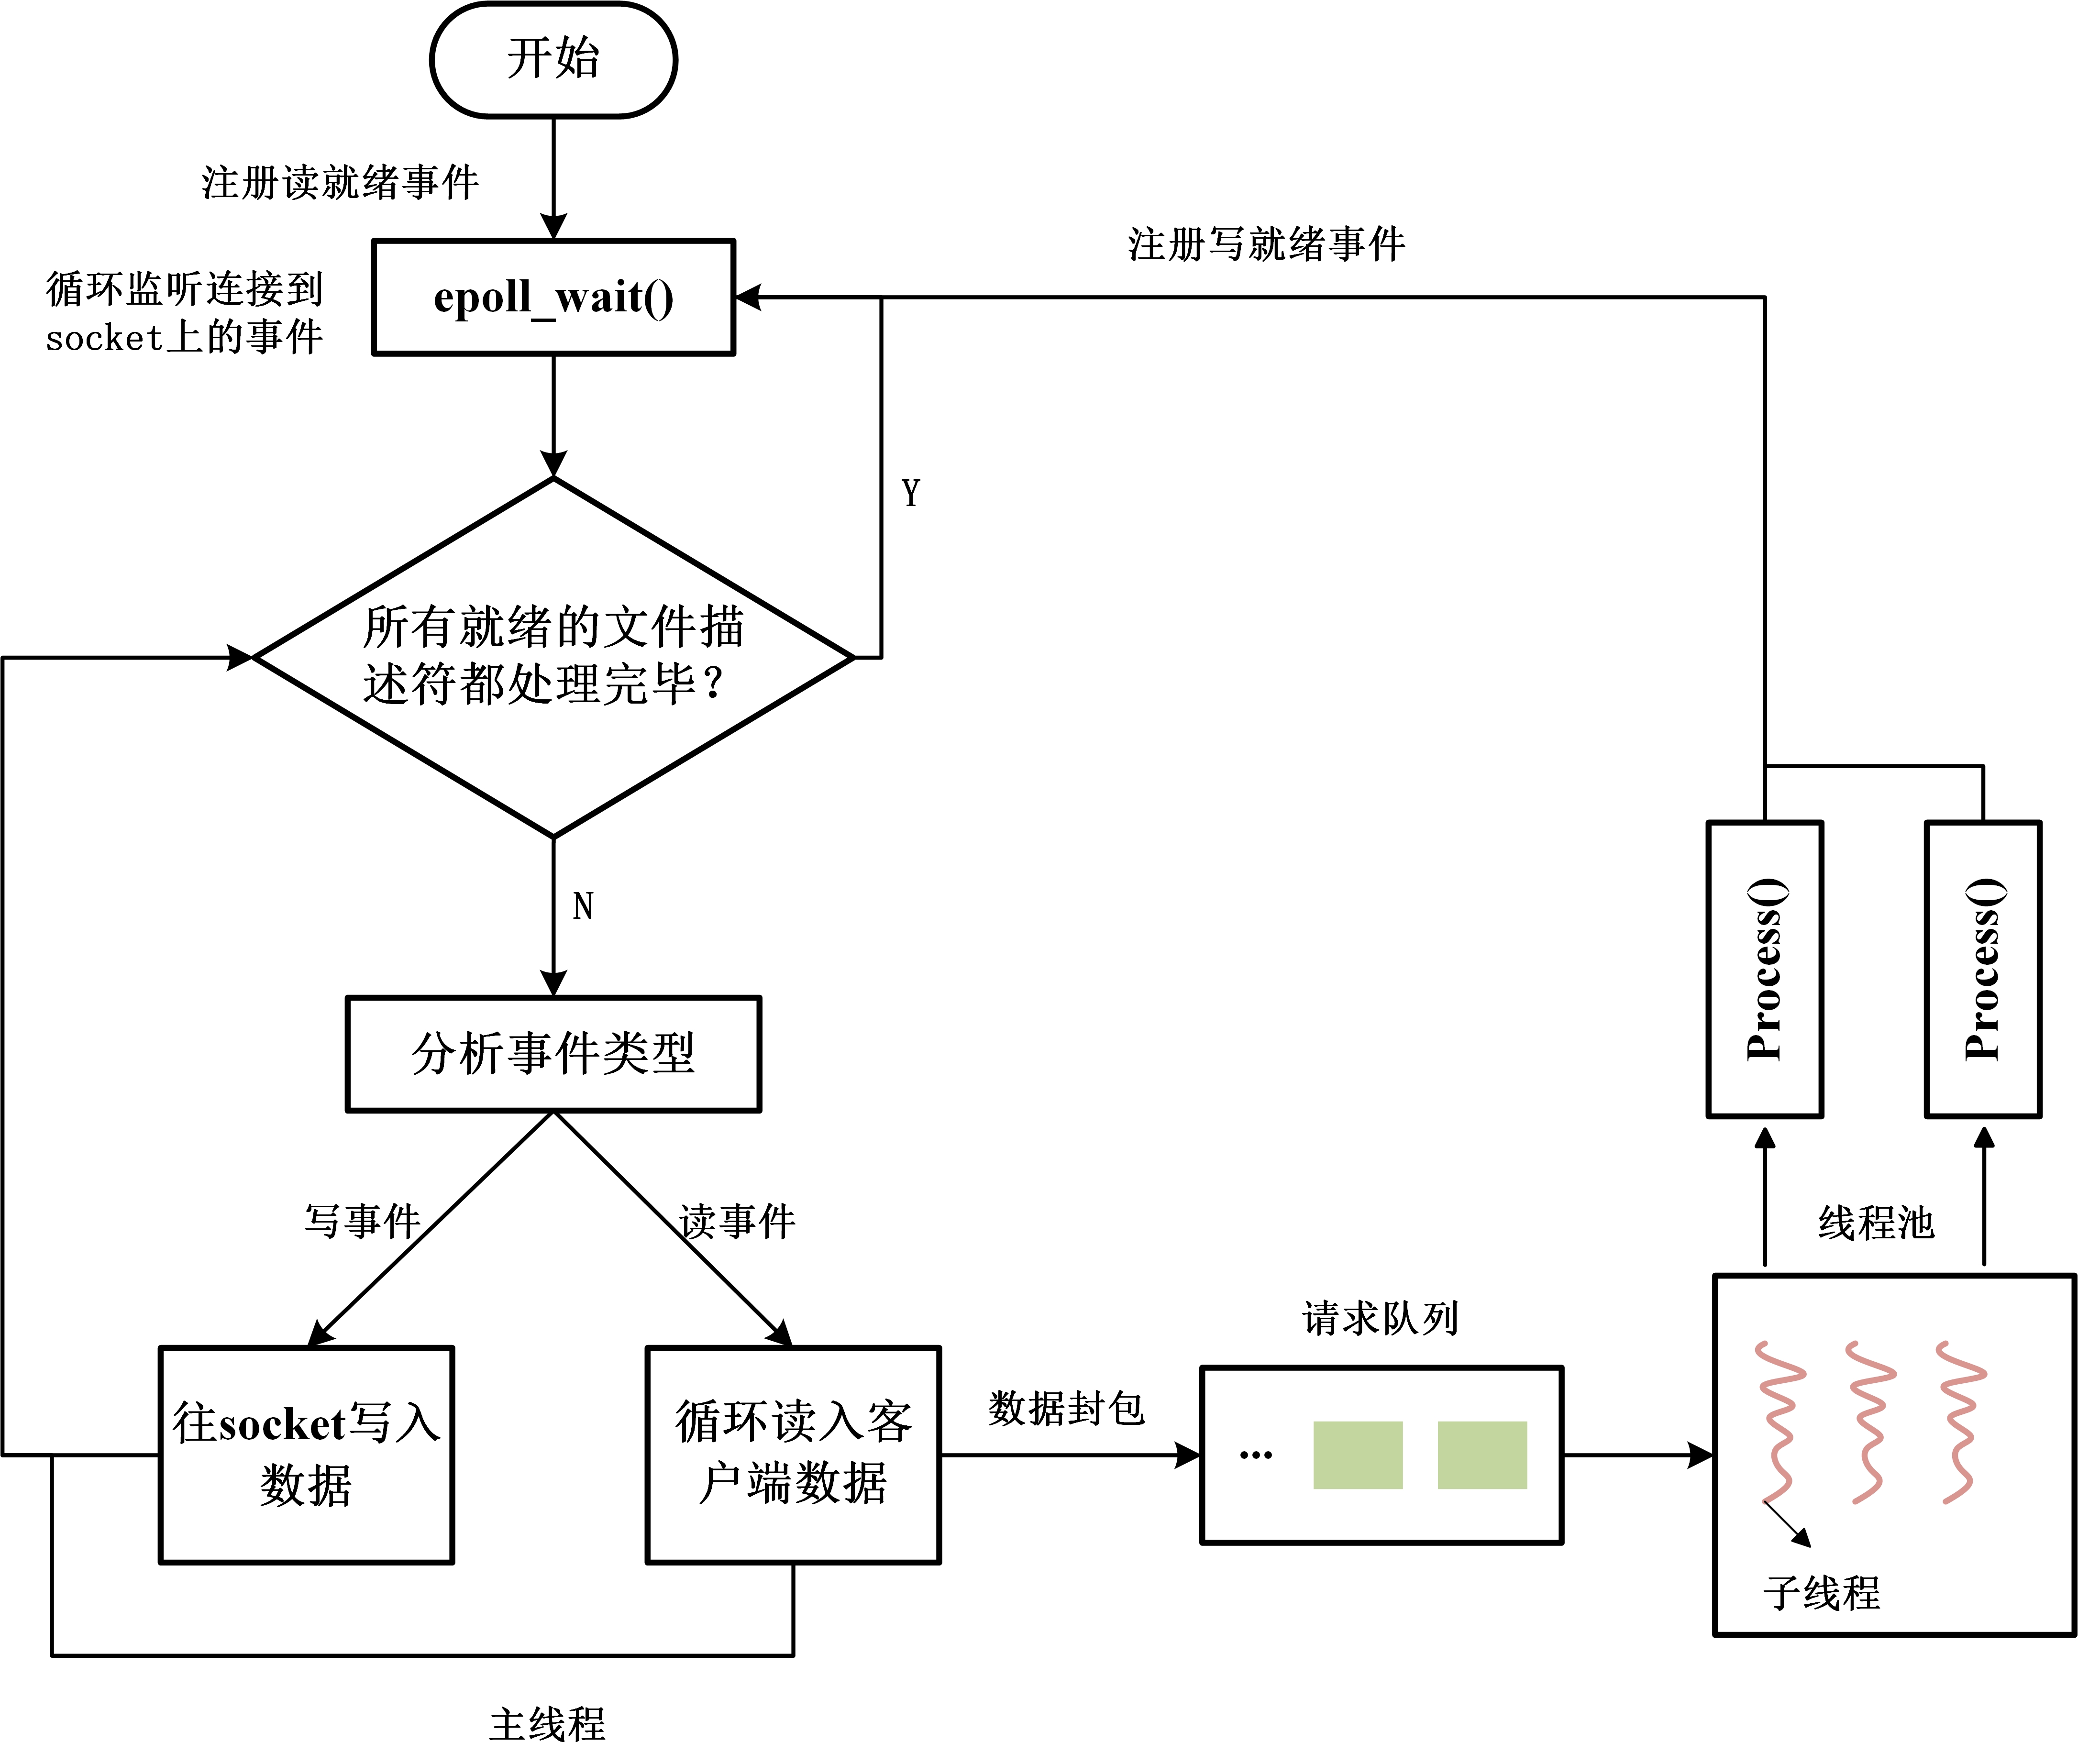 开始
注册读就绪事件
注册写就绪事件
循环监听连接到
socket上的事件
epoll_wait()
Y
所有就绪的文件描
述符都处理完毕?
N
Process()
Process()
分析事件类型
写事件
读事件
线程池
请求队列
往socket写入
数据
循环读入客
户端数据
数据封包
...
子线程
主线程